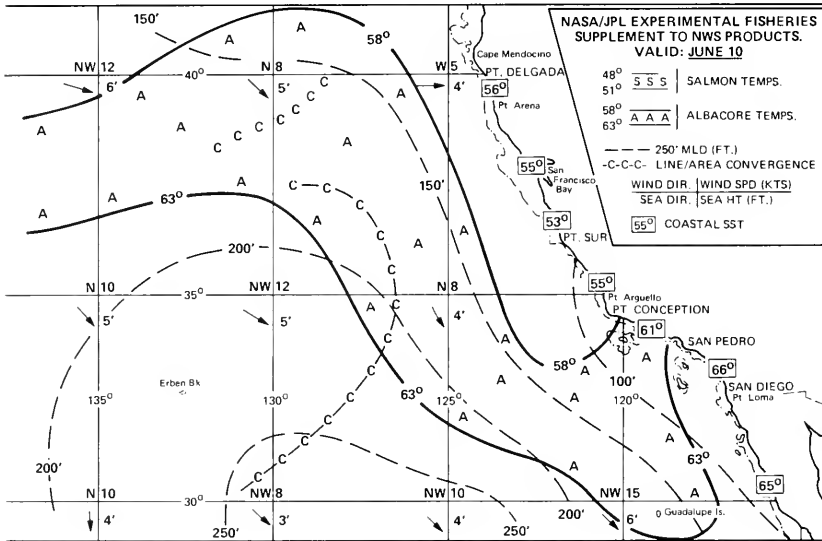 NASA/JPL EXPERIMENTAL FISHERIES
SUPPLEMENT TO NWS PRODUCTS.
VALID: JUNE 10
48° S S S SALMON TEMPS.
51°
58° A A A ALBACORE TEMPS.
63°
250' MLD (FT.)
-C-C-C- LINE/AREA CONVERGENCE
WIND DIR. WIND SPD (KTS)
SEA DIR. SEA HT (FT.)
55° COASTAL SST
150'
58°
Cape Mendocino
NW 12
N 8
W 5
PT. DELGADA
6'
40°
5'
4'
56°
Pt Arena
A A A A A A A A
C C C C C C C
55°
San
Francisco
Bay
150'
63°
53°
PT. SUR
A A A A A A
C C C C C C C
200'
N 10
35°
NW 12
N 8
55°
Pt Arguello
PT CONCEPTION
5'
5'
4'
61°
SAN PEDRO
58°
100'
66°
SAN DIEGO
Pt Loma
Erben Bk
135°
130°
63°
125°
120°
A A A A A A A A
C C C C C C C C C C C
200'
63°
65°
N 10
30°
NW 8
NW 10
NW 15
A
4'
250'
3'
4'
250'
200'
6'
Guadalupe Is.